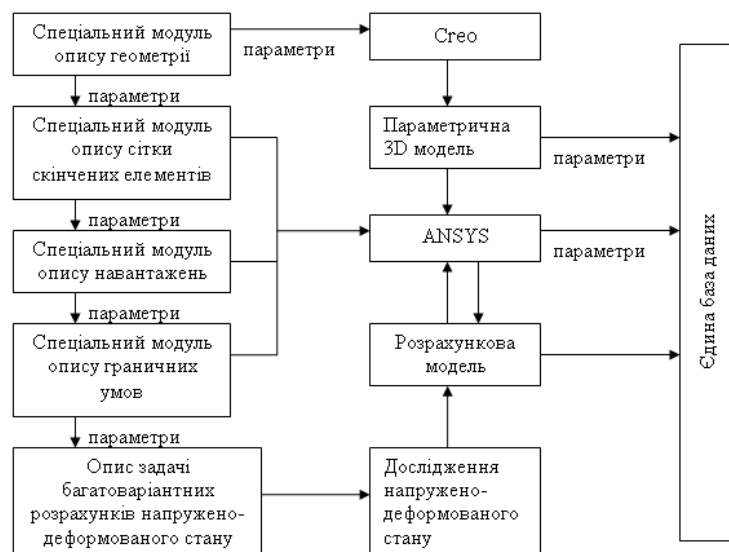 Спеціальний модуль
опису геометрії
параметри
Creo
параметри
Спеціальний модуль
опису сітки
скінчених елементів
Параметрична
3D модель
параметри
параметри
Спеціальний модуль
опису навантажень
ANSYS
параметри
параметри
Спеціальний модуль
опису граничних
умов
Розрахункова
модель
параметри
Опис задачі
багатоваріантних
розрахунків напружено-
деформованого стану
Дослідження
напружено-
деформованого
стану
Єдина база даних